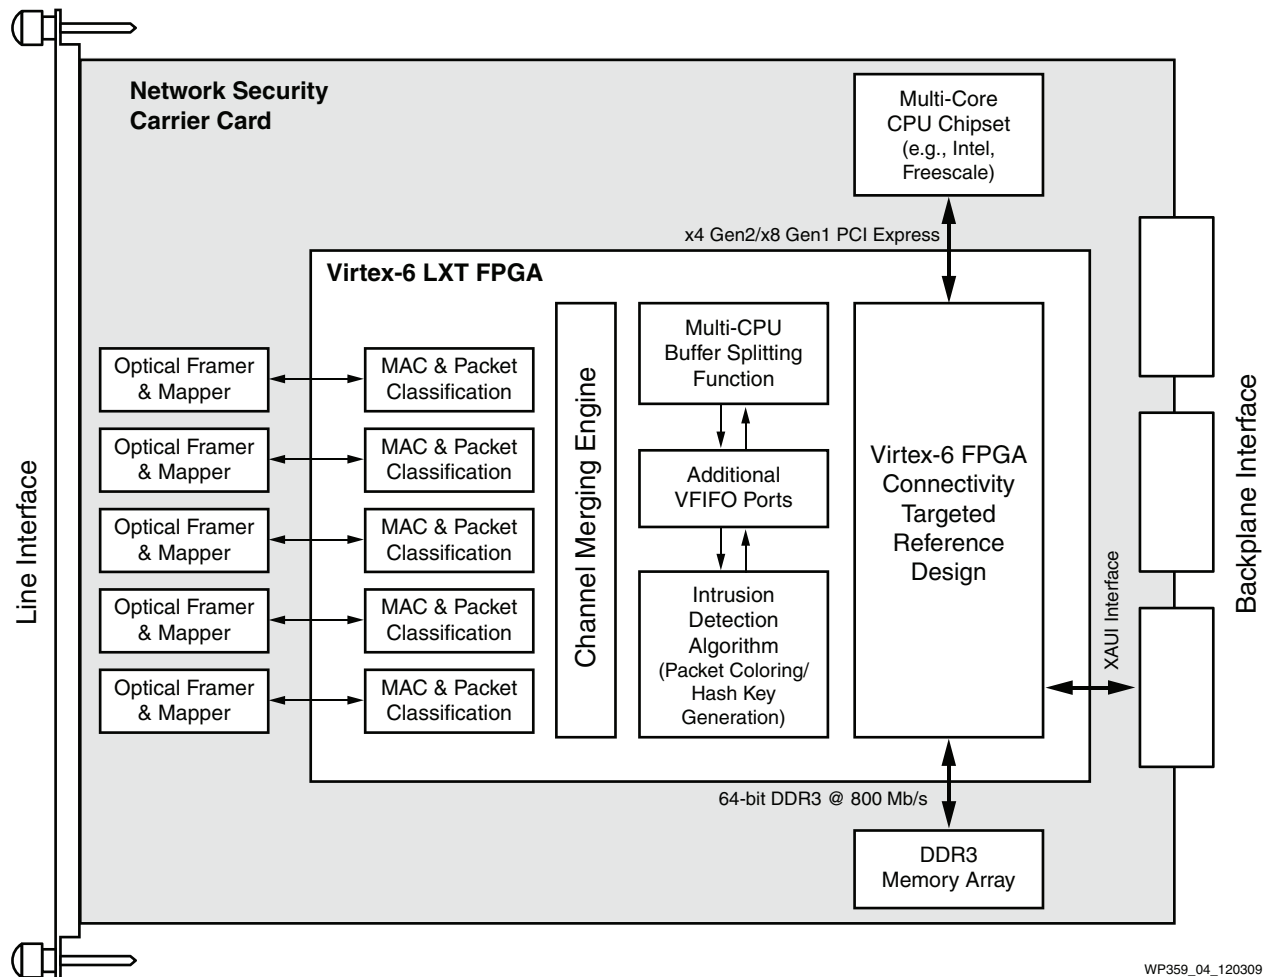 Network Security
Carrier Card
Multi-Core
CPU Chipset
(e.g., Intel,
Freescale)
x4 Gen2/x8 Gen1 PCI Express
Virtex-6 LXT FPGA
Line Interface
Optical Framer
& Mapper
Optical Framer
& Mapper
Optical Framer
& Mapper
Optical Framer
& Mapper
Optical Framer
& Mapper
MAC & Packet
Classification
MAC & Packet
Classification
MAC & Packet
Classification
MAC & Packet
Classification
MAC & Packet
Classification
Channel Merging Engine
Multi-CPU
Buffer Splitting
Function
Additional
VFIFO Ports
Intrusion
Detection
Algorithm
(Packet Coloring/
Hash Key
Generation)
Virtex-6 FPGA
Connectivity
Targeted
Reference
Design
XAUI Interface
Backplane Interface
64-bit DDR3 @ 800 Mb/s
DDR3
Memory Array
WP359_04_120309